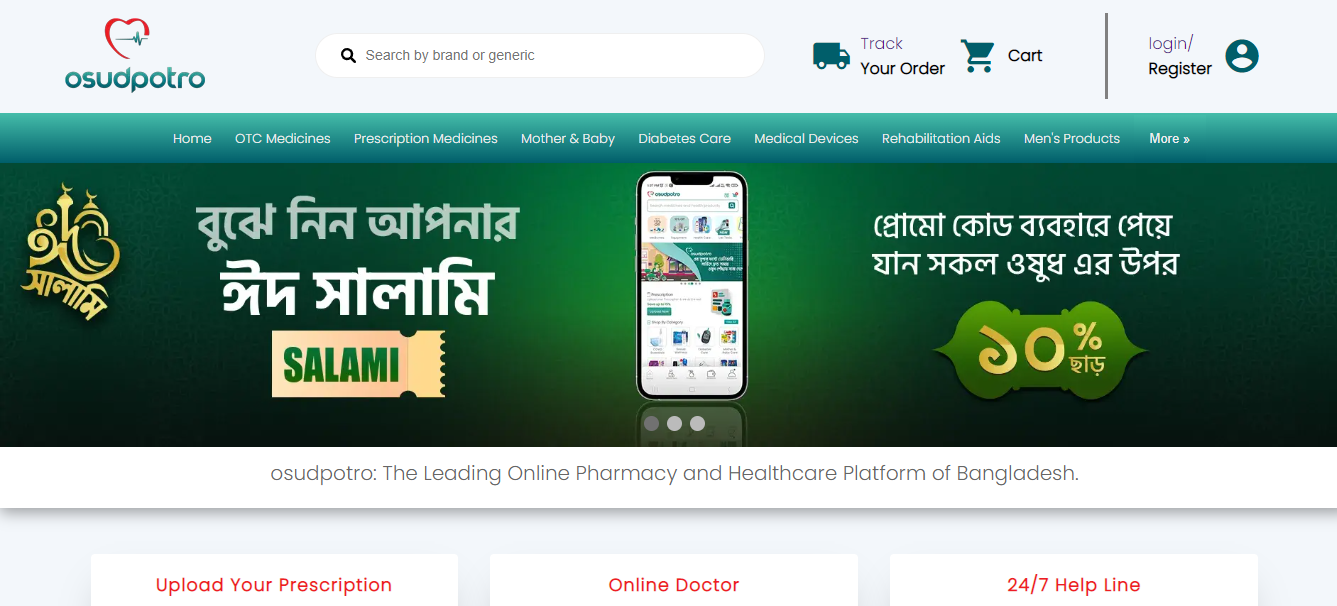 osudpotro
Search by brand or generic
Track
Your Order
Cart
login/
Register
Home OTC Medicines Prescription Medicines Mother & Baby Diabetes Care Medical Devices Rehabilitation Aids Men's Products More »
ঈদ
সালামি
বুঝে নিন আপনার
ঈদ সালামি
SALAMI
osudpotro
প্রোমো কোড ব্যবহারে পেয়ে
যান সকল ওষুধ এর উপর
১০%
ছাড়
osudpotro: The Leading Online Pharmacy and Healthcare Platform of Bangladesh.
Upload Your Prescription
Online Doctor
24/7 Help Line